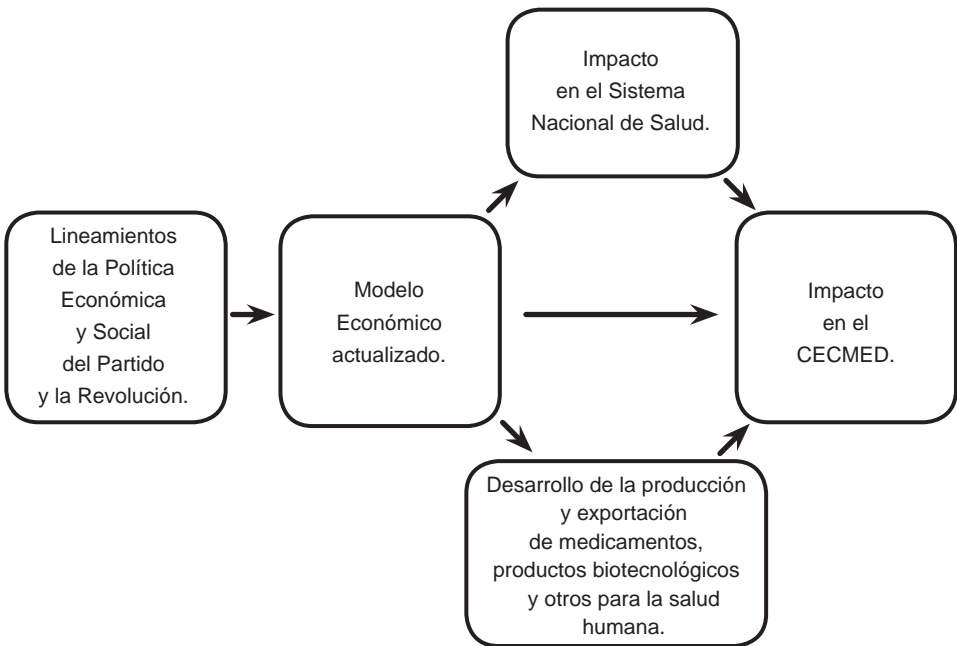 Lineamientos
de la Política
Económica
y Social
del Partido
y la Revolución.
Modelo
Económico
actualizado.
Impacto
en el Sistema
Nacional de Salud.
Desarrollo de la producción
y exportación
de medicamentos,
productos biotecnológicos
y otros para la salud
humana.
Impacto
en el
CECMED.